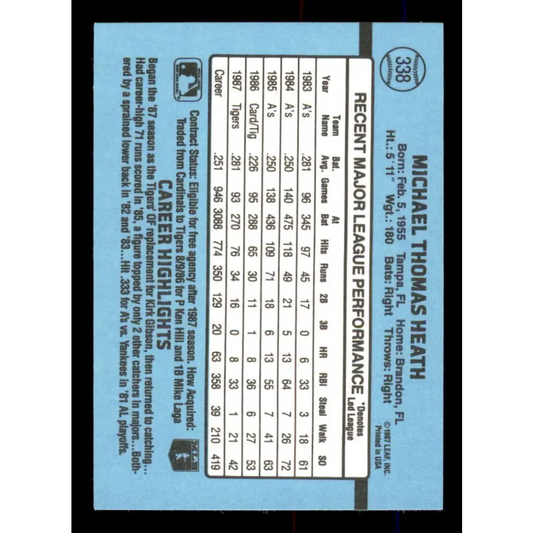 338
MICHAEL THOMAS HEATH
Born: Feb. 5, 1955 Tampa, FL Home: Brandon, FL
Ht.: 5' 11" Wgt.: 180 Bats: Right Throws: Right
©1987 LEAF, INC.
Printed in USA
RECENT MAJOR LEAGUE PERFORMANCE
*Denotes
Led League
Year Team Name Bat. Avg. Games At Bat Hits Runs 2B 3B HR RBI Steal Walk SO
1983 A's .281 96 345 97 45 17 0 6 33 3 18 61
1984 A's .250 140 475 118 49 21 5 13 64 7 26 72
1985 A's .250 138 436 109 71 18 6 13 55 7 41 63
1986 Card/Tig .226 95 288 65 30 11 1 8 36 6 27 53
1987 Tigers .281 93 270 76 34 16 0 8 33 1 21 42
Career .251 946 3088 774 350 129 20 63 358 39 210 419
Contract Status: Eligible for free agency after 1987 season. How Acquired:
Traded from Cardinals to Tigers 8/9/86 for P Ken Hill and 1B Mike Laga
CAREER HIGHLIGHTS
Began the '87 season as the Tigers' OF replacement for Kirk Gibson, then returned to catching...
Had career-high 71 runs scored in '85, a figure topped by only 2 other catchers in majors...Both-
ered by a sprained lower back in '82 and '83...Hit .333 for A's vs. Yankees in '81 AL playoffs.